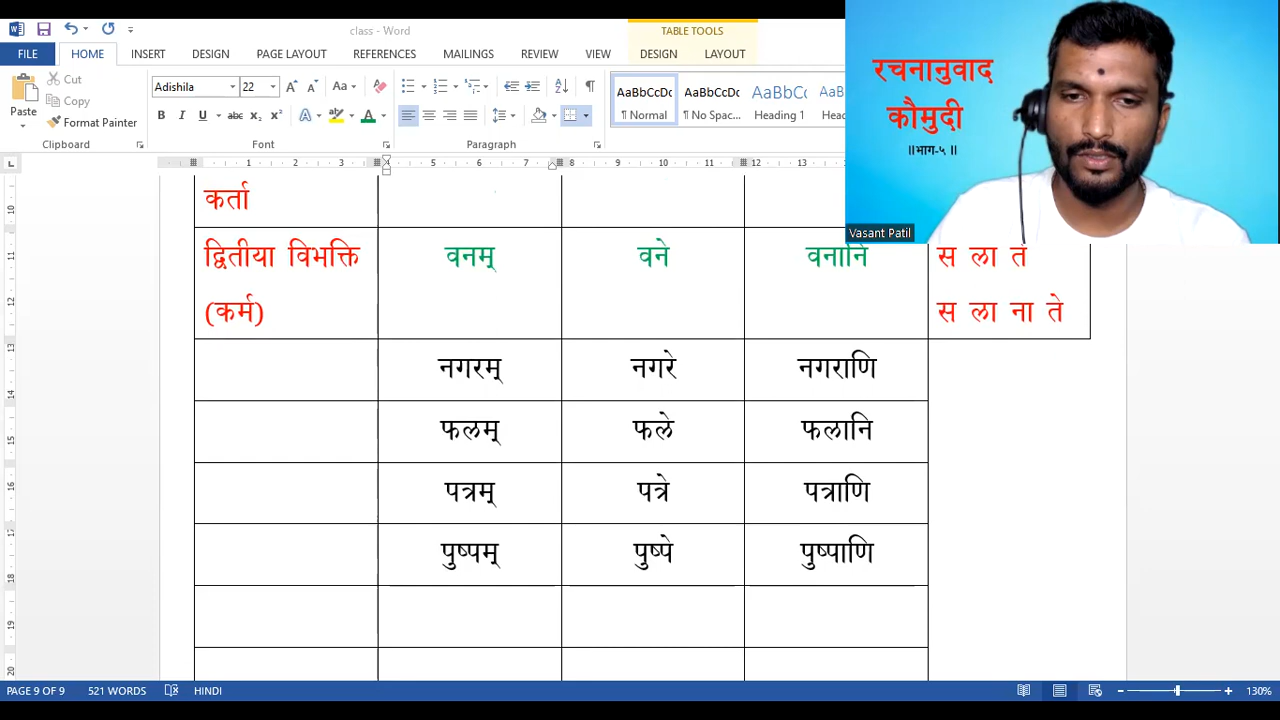 class - Word
TABLE TOOLS
FILE HOME INSERT DESIGN PAGE LAYOUT REFERENCES MAILINGS REVIEW VIEW DESIGN LAYOUT
Cut
Copy
Format Painter
Paste
Clipboard
Adishila 22
Font
Paragraph
AaBbCcDc AaBbCcDc AaBbCc AaB
¶ Normal ¶ No Spac... Heading 1 Headi
रचनानुवाद
कौमुदी
॥भाग-५ ॥
Vasant Patil
कर्ता
द्वितीया विभक्ति वनम् वने वनानि स ला त
(कर्म) स ला ना ते
नगरम् नगरे नगराणि
फलम् फले फलानि
पत्रम् पत्रे पत्राणि
पुष्पम् पुष्पे पुष्पाणि
PAGE 9 OF 9 521 WORDS HINDI 130%